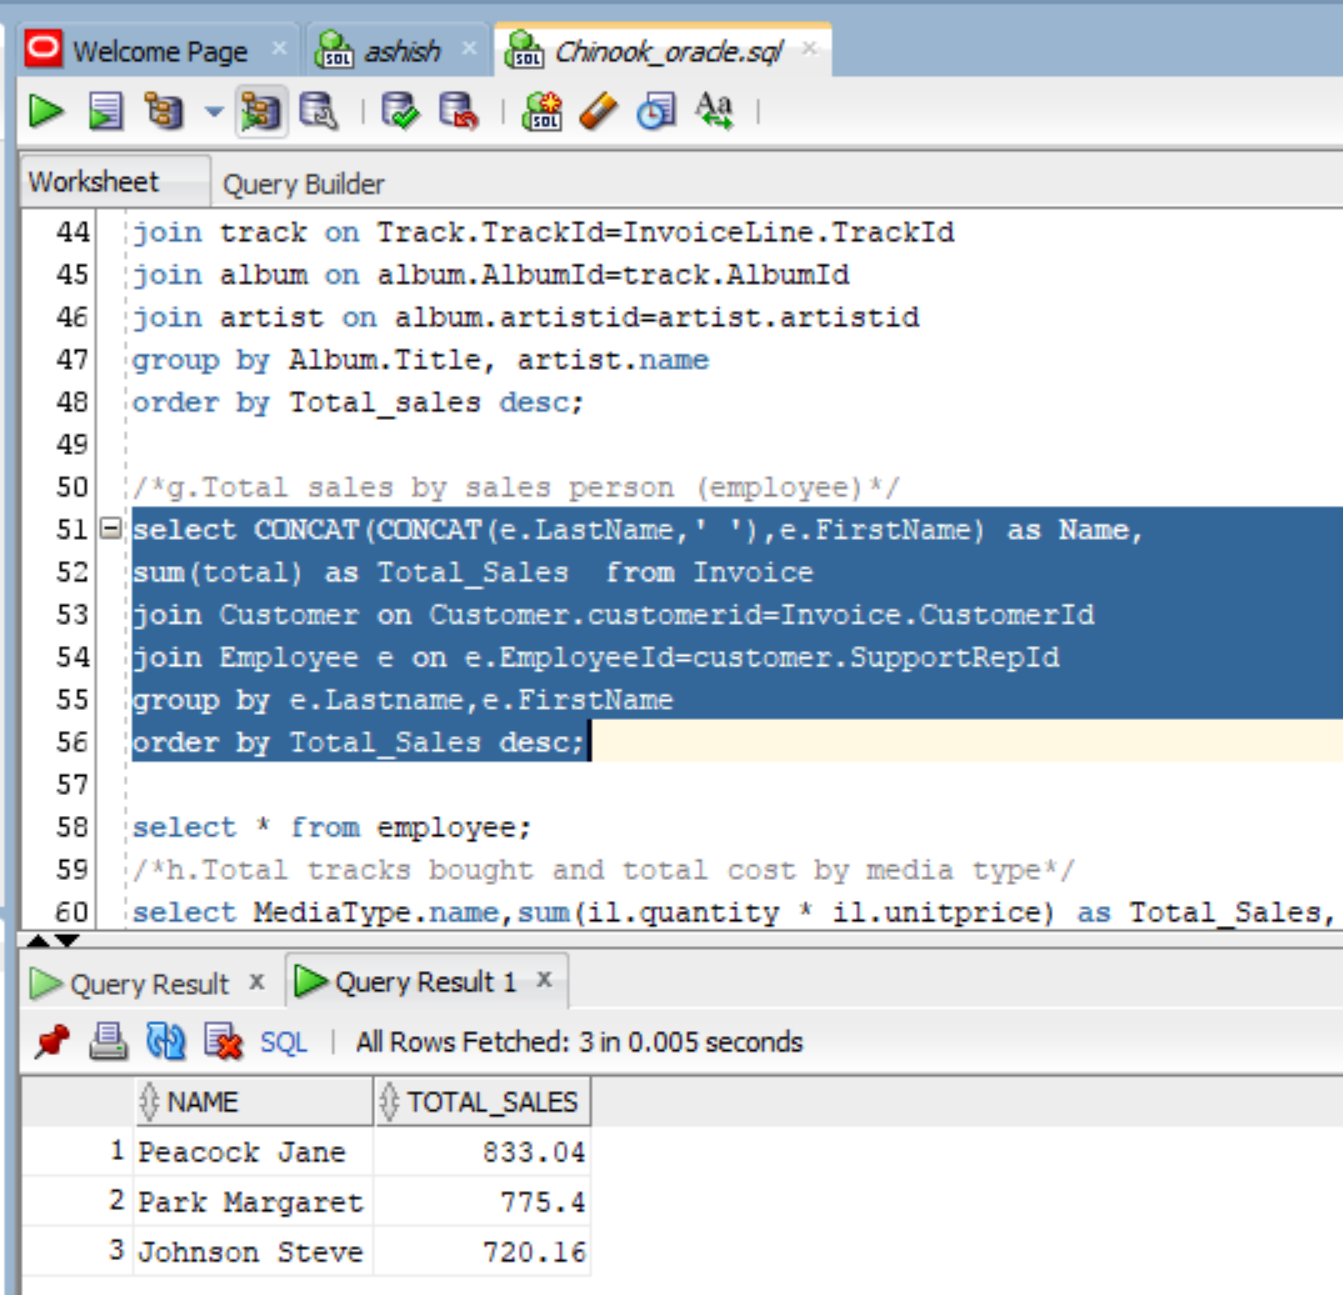 Welcome Page × ashish × Chinook_oracle.sql ×
Worksheet Query Builder
44 join track on Track.TrackId=InvoiceLine.TrackId
45 join album on album.AlbumId=track.AlbumId
46 join artist on album.artistid=artist.artistid
47 group by Album.Title, artist.name
48 order by Total_sales desc;
49
50 /*g.Total sales by sales person (employee)*/
51 select CONCAT(CONCAT(e.LastName,' '),e.FirstName) as Name,
52 sum(total) as Total_Sales  from Invoice
53 join Customer on Customer.customerid=Invoice.CustomerId
54 join Employee e on e.EmployeeId=customer.SupportRepId
55 group by e.Lastname,e.FirstName
56 order by Total_Sales desc;
57
58 select * from employee;
59 /*h.Total tracks bought and total cost by media type*/
60 select MediaType.name,sum(il.quantity * il.unitprice) as Total_Sales,
Query Result x Query Result 1 x
SQL | All Rows Fetched: 3 in 0.005 seconds
NAME TOTAL_SALES
1 Peacock Jane 833.04
2 Park Margaret 775.4
3 Johnson Steve 720.16